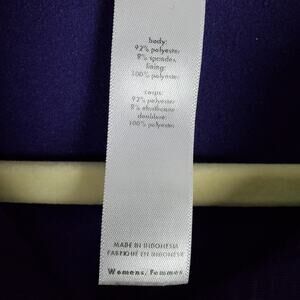 body:
92% polyester
8% spandex
lining:
100% polyester
corps:
92% polyester
8% élasthanne
doublure:
100% polyester
MADE IN INDONESIA
FABRIQUÉ EN INDONÉSIE
Womens/Femmes